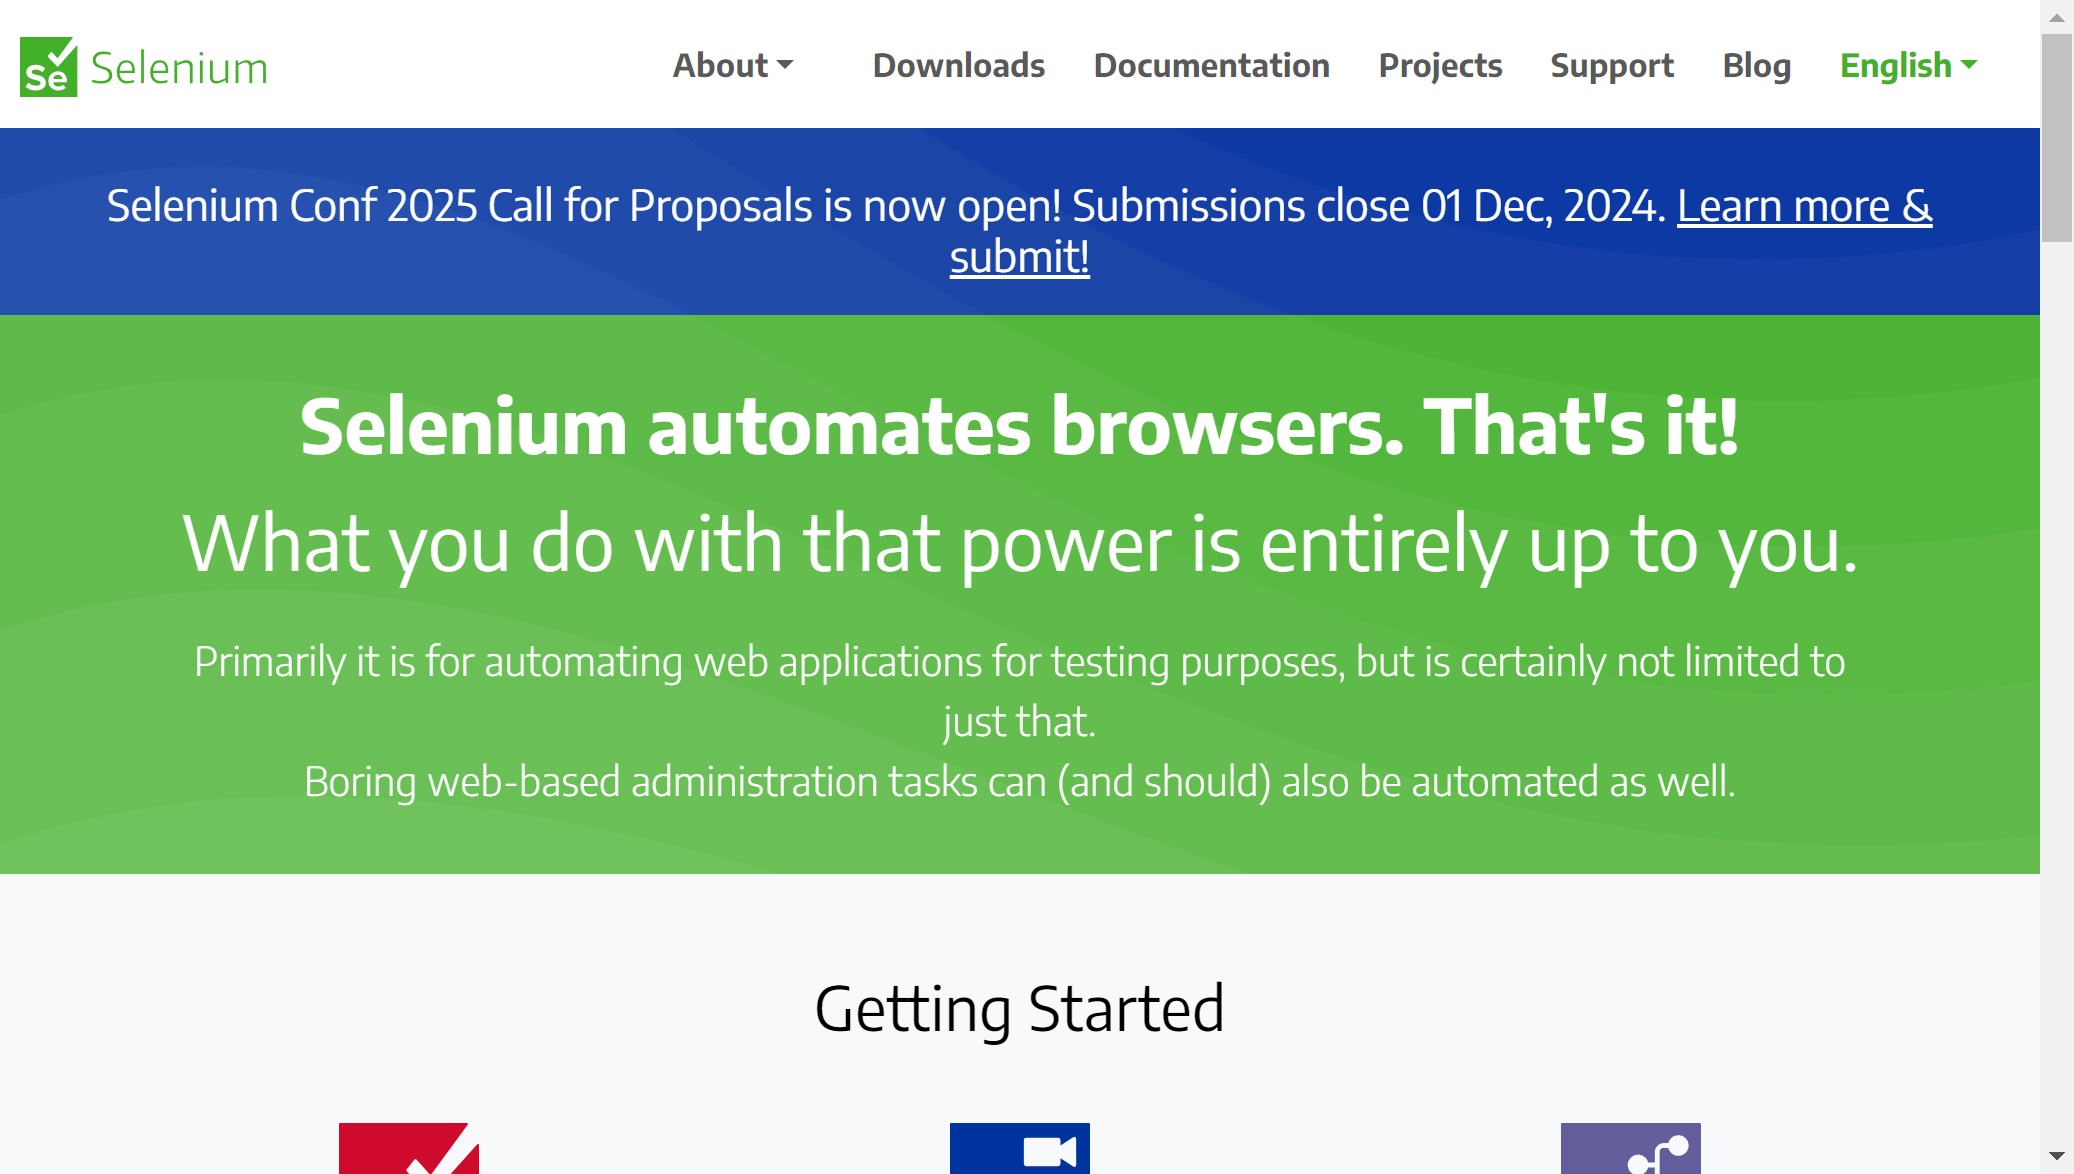 Se Selenium
About
Downloads
Documentation
Projects
Support
Blog
English
Selenium Conf 2025 Call for Proposals is now open! Submissions close 01 Dec, 2024. Learn more &
submit!
Selenium automates browsers. That's it!
What you do with that power is entirely up to you.
Primarily it is for automating web applications for testing purposes, but is certainly not limited to
just that.
Boring web-based administration tasks can (and should) also be automated as well.
Getting Started